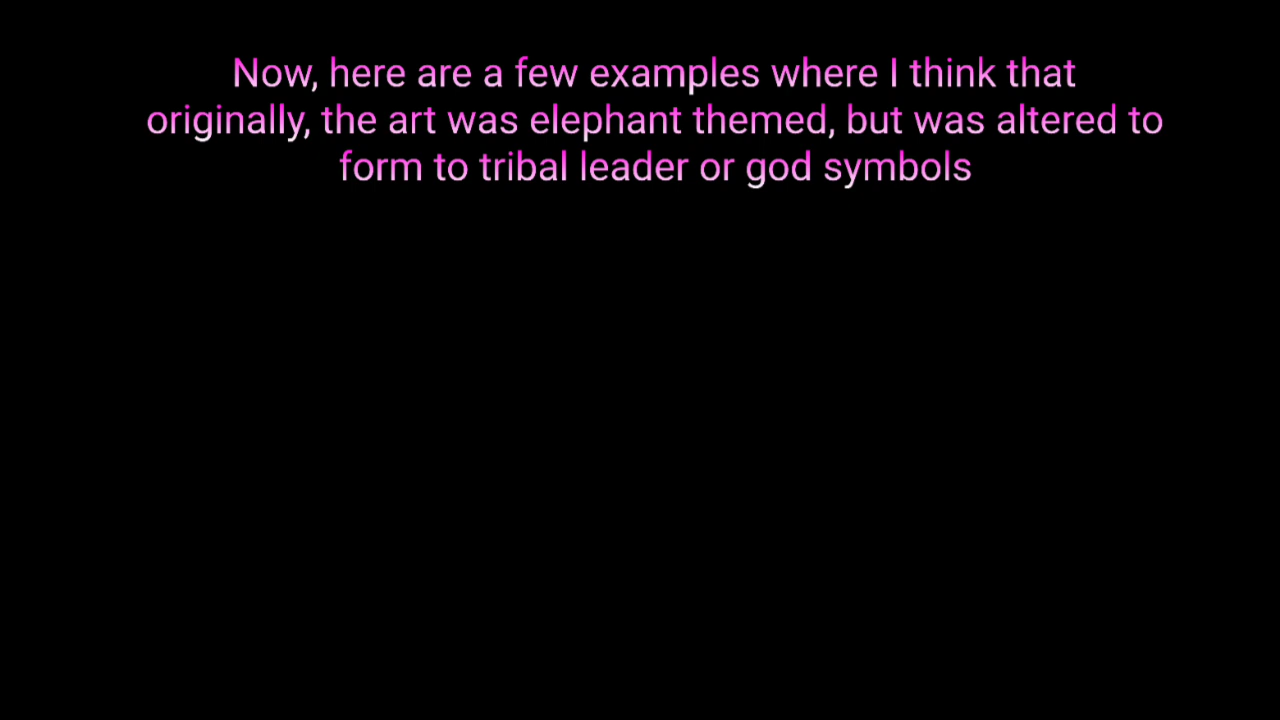 Now, here are a few examples where I think that
originally, the art was elephant themed, but was altered to
form to tribal leader or god symbols